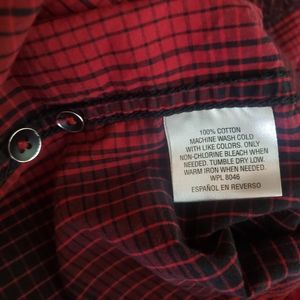 100% COTTON
MACHINE WASH COLD
WITH LIKE COLORS. ONLY
NON-CHLORINE BLEACH WHEN
NEEDED. TUMBLE DRY LOW.
WARM IRON WHEN NEEDED.
WPL 8046
ESPAÑOL EN REVERSO